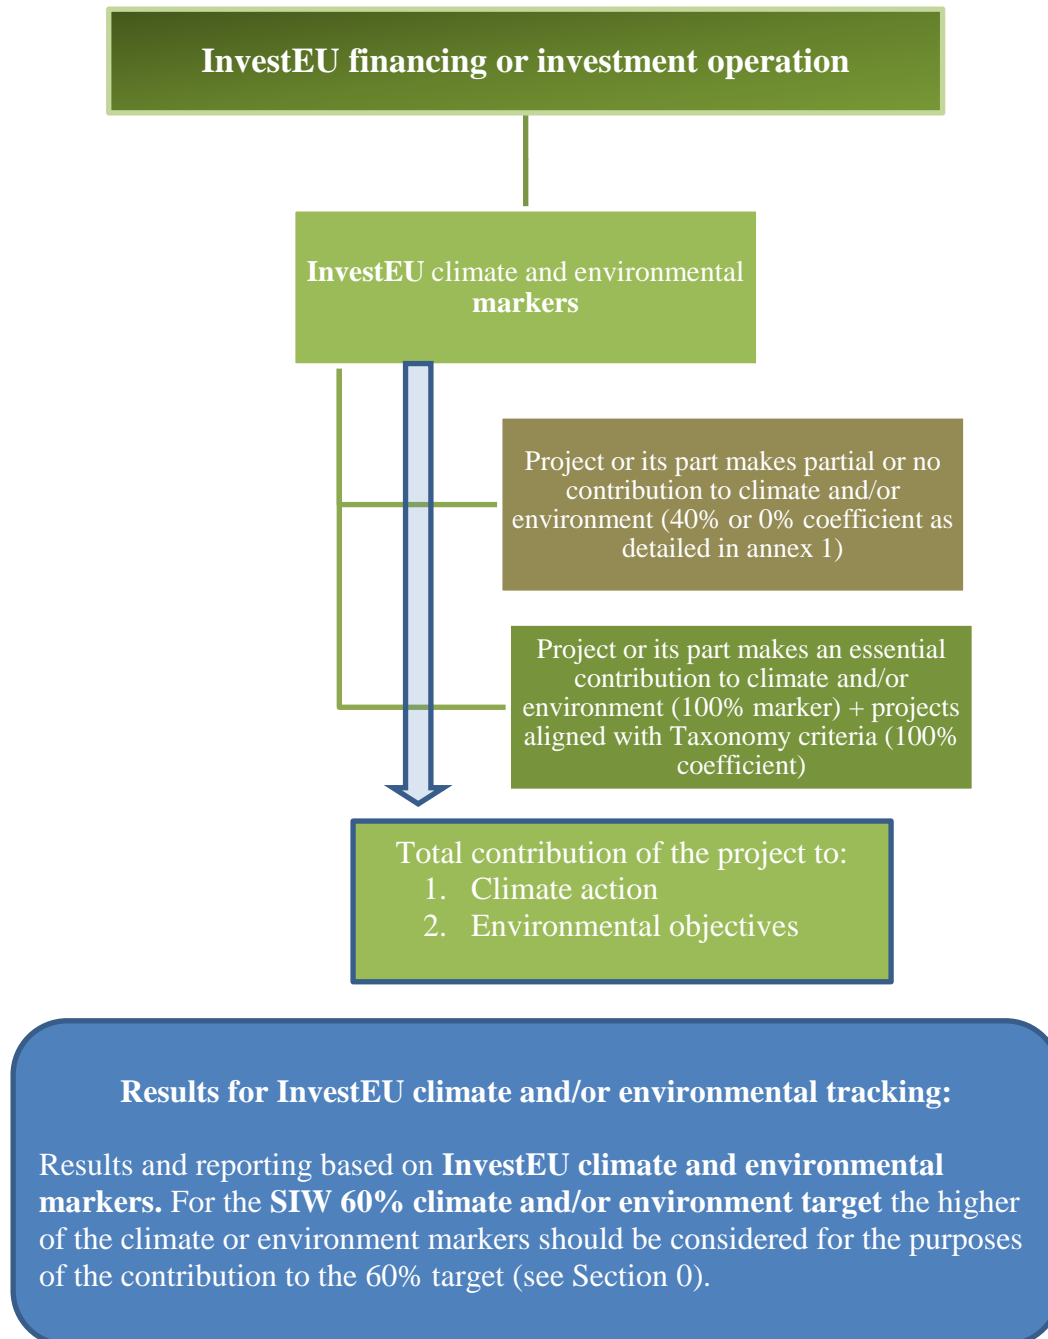 InvestEU financing or investment operation
InvestEU climate and environmental
markers
Project or its part makes partial or no
contribution to climate and/or
environment (40% or 0% coefficient as
detailed in annex 1)
Project or its part makes an essential
contribution to climate and/or
environment (100% marker) + projects
aligned with Taxonomy criteria (100%
coefficient)
Total contribution of the project to:
1. Climate action
2. Environmental objectives
Results for InvestEU climate and/or environmental tracking:
Results and reporting based on InvestEU climate and environmental
markers. For the SIW 60% climate and/or environment target the higher
of the climate or environment markers should be considered for the purposes
of the contribution to the 60% target (see Section 0).